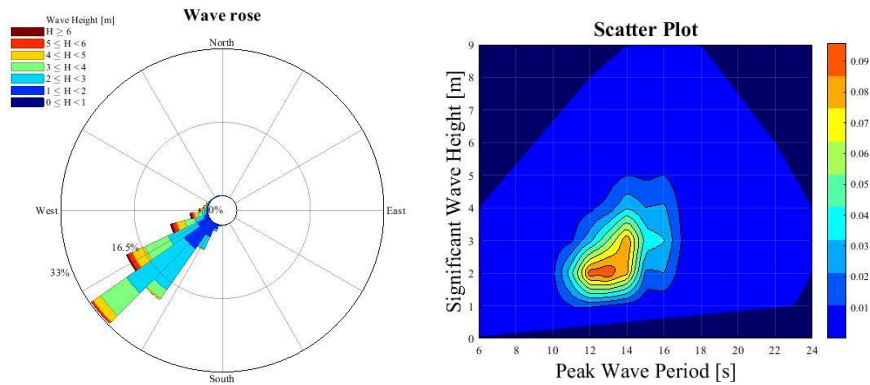 Wave rose
Wave Height [m]
H ≥ 6
5 ≤ H < 6
4 ≤ H < 5
3 ≤ H < 4
2 ≤ H < 3
1 ≤ H < 2
0 ≤ H < 1
North
West
East
0%
16.5%
33%
South
Scatter Plot
Significant Wave Height [m]
9
8
7
6
5
4
3
2
1
0
6 8 10 12 14 16 18 20 22 24
Peak Wave Period [s]
0.09
0.08
0.07
0.06
0.05
0.04
0.03
0.02
0.01